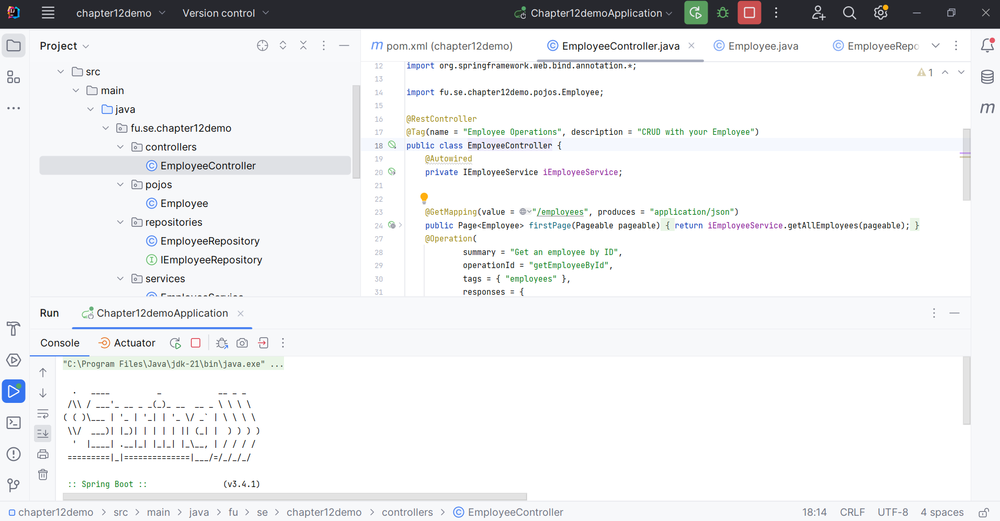 chapter12demo
Version control
Chapter12demoApplication
Project
src
main
java
fu.se.chapter12demo
controllers
EmployeeController
pojos
Employee
repositories
EmployeeRepository
IEmployeeRepository
services
EmployeeService
m pom.xml (chapter12demo)
EmployeeController.java
Employee.java
EmployeeRepo
1
12 import org.springframework.web.bind.annotation.*;
13
14 import fu.se.chapter12demo.pojos.Employee;
15
16 @RestController
17 @Tag(name = "Employee Operations", description = "CRUD with your Employee")
18 public class EmployeeController {
19 @Autowired
20 private IEmployeeService iEmployeeService;
21
22
23 @GetMapping(value = "/employees", produces = "application/json")
24 public Page<Employee> firstPage(Pageable pageable) { return iEmployeeService.getAllEmployees(pageable); }
27 @Operation(
28 summary = "Get an employee by ID",
29 operationId = "getEmployeeById",
30 tags = { "employees" },
31 responses = {
Run
Chapter12demoApplication
Console
Actuator
"C:\Program Files\Java\jdk-21\bin\java.exe" ...
  .   ____          _            __ _ _
 /\\ / ___'_ __ _ _(_)_ __  __ _ \ \ \ \
( ( )\___ | '_ | '_| | '_ \/ _` | \ \ \ \
 \\/  ___)| |_)| | | | | || (_| |  ) ) ) )
  '  |____| .__|_| |_|_| |_\__, | / / / /
 =========|_|==============|___/=/_/_/_/
:: Spring Boot ::                (v3.4.1)
chapter12demo > src > main > java > fu > se > chapter12demo > controllers > EmployeeController
18:14 CRLF UTF-8 4 spaces